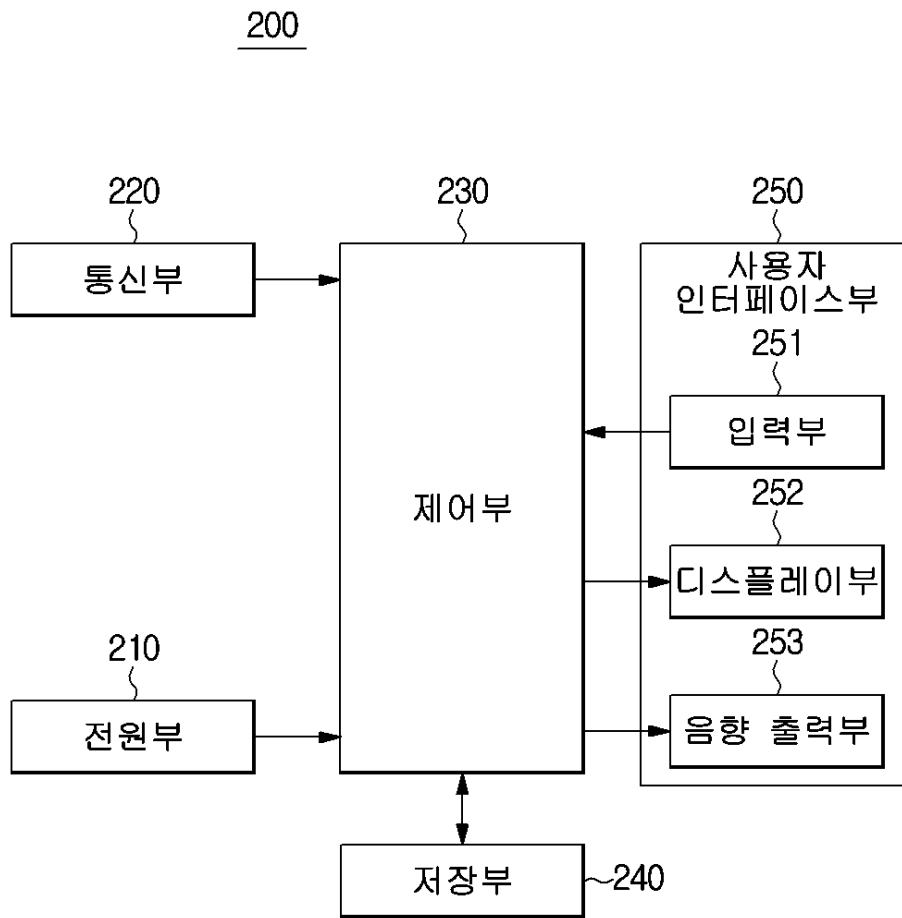 200
220
230
250
통신부
사용자
인터페이스부
251
입력부
제어부
252
디스플레이부
210
253
전원부
음향 출력부
저장부
240